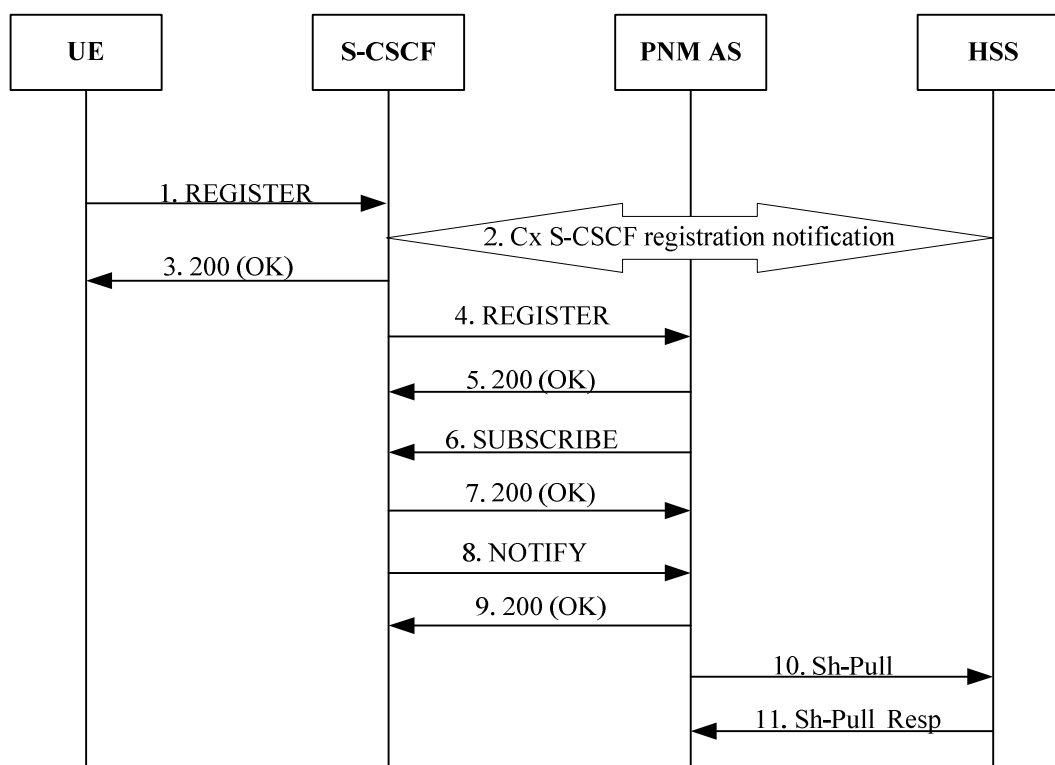 UE
S-CSCF
PNM AS
HSS
1. REGISTER
2. Cx S-CSCF registration notification
3. 200 (OK)
4. REGISTER
5. 200 (OK)
6. SUBSCRIBE
7. 200 (OK)
8. NOTIFY
9. 200 (OK)
10. Sh-Pull
11. Sh-Pull Resp